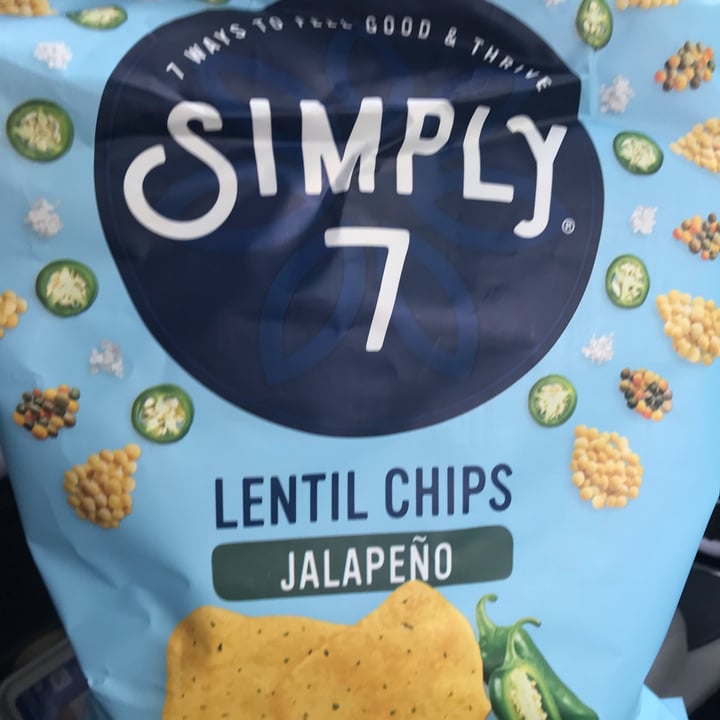 7 WAYS TO FEEL GOOD & THRIVE
SIMPLY
7
®
LENTIL CHIPS
JALAPEÑO